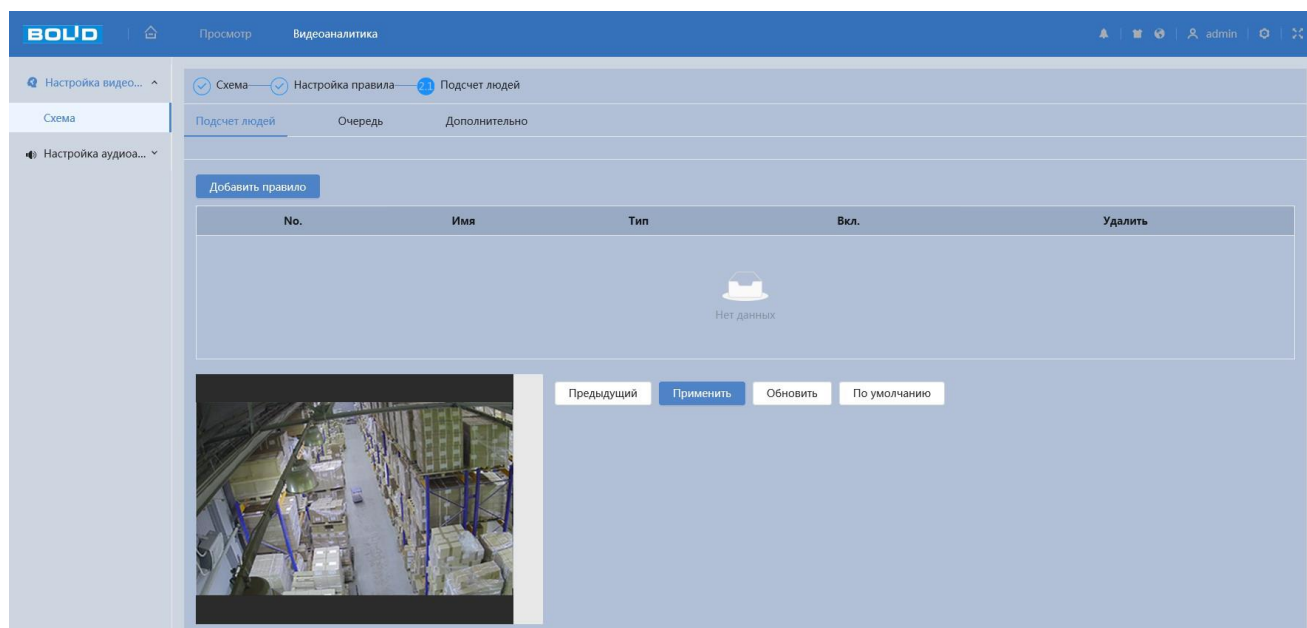 BOLID Просмотр Видеоаналитика admin
Настройка видео...
Схема
Настройка аудиоа...
Схема Настройка правила 2.1 Подсчет людей
Подсчет людей Очередь Дополнительно
Добавить правило
No. Имя Тип Вкл. Удалить
Нет данных
Предыдущий Применить Обновить По умолчанию